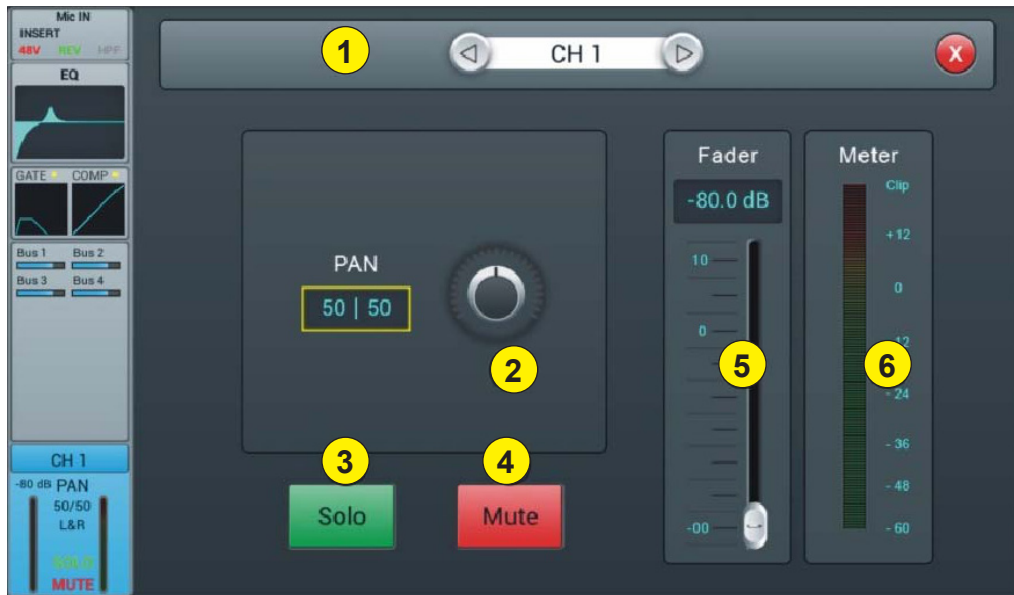 Mic IN
INSERT
48V REV HPF
EQ
GATE COMP
Bus 1 Bus 2
Bus 3 Bus 4
CH 1
-80 dB PAN
50/50
L&R
SOLO
MUTE
1
CH 1
X
PAN
50 | 50
2
3
Solo
4
Mute
Fader
-80.0 dB
10
0
5
-00
Meter
Clip
+12
0
12
6
- 24
- 36
- 48
- 60